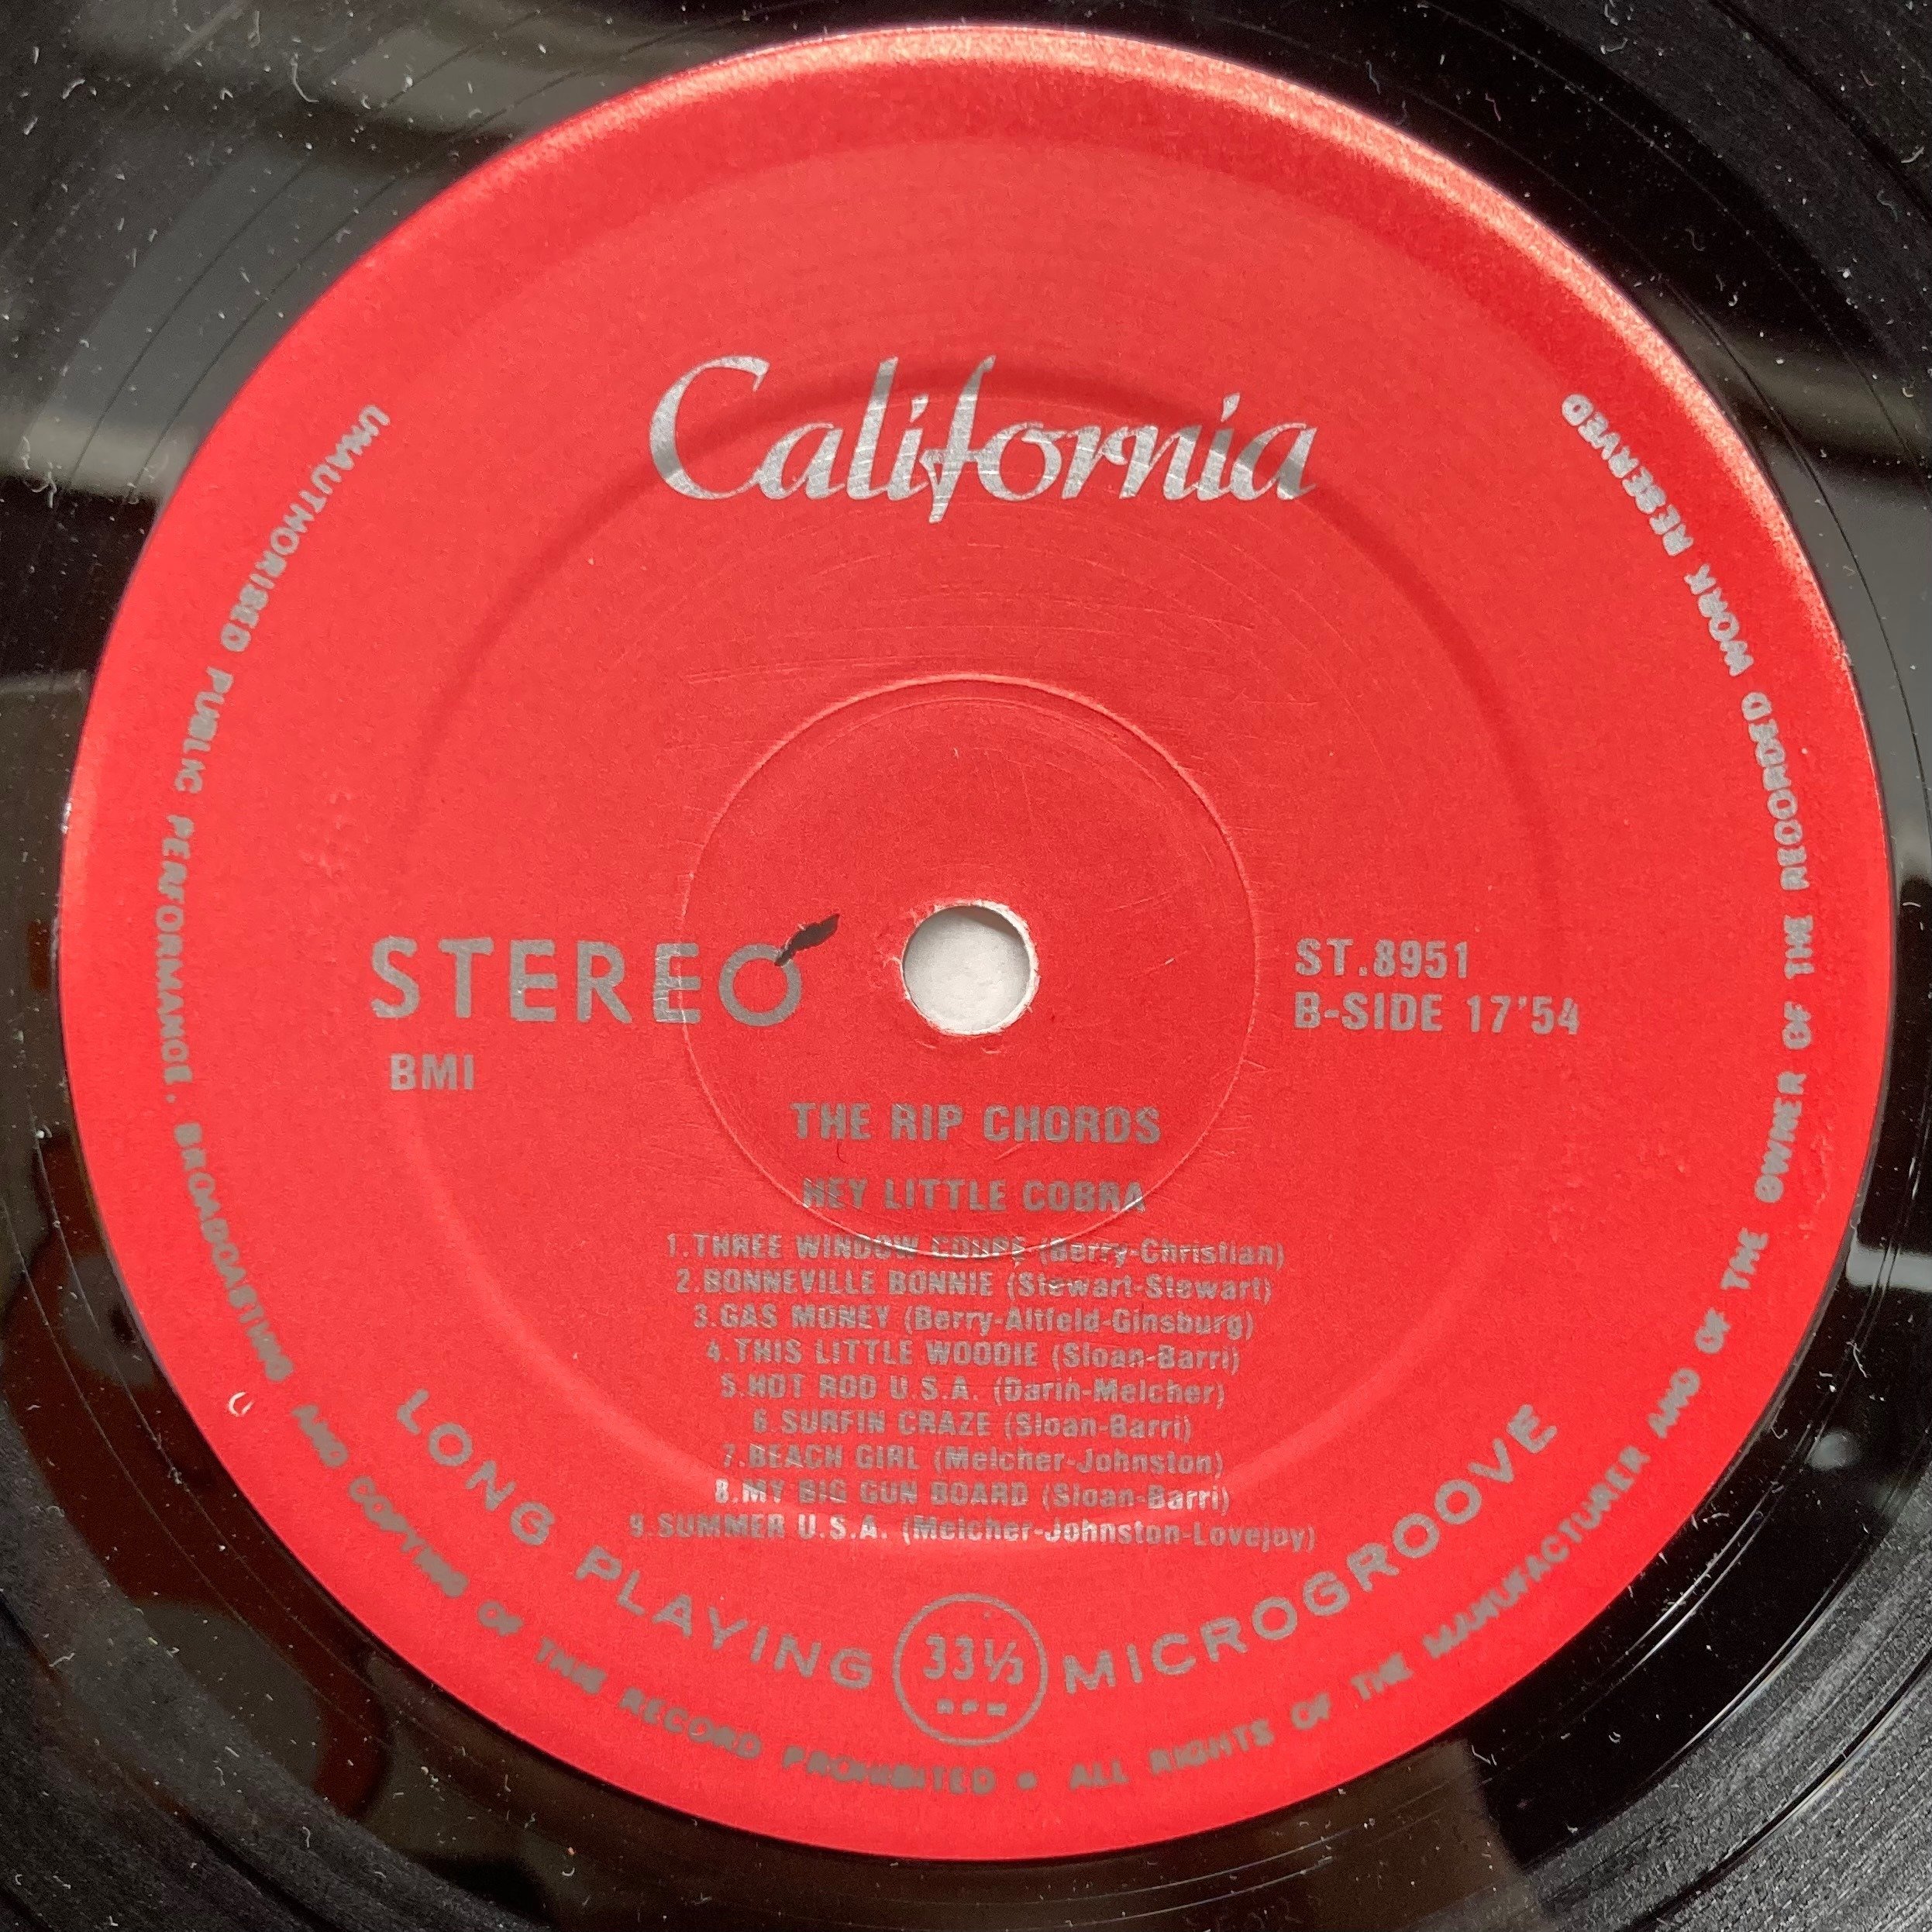 California
STEREO
BMI
ST.8951
B-SIDE 17'54
THE RIP CHORDS
HEY LITTLE COBRA
1.THREE WINDOW COUPE (Berry-Christian)
2.BONNEVILLE BONNIE (Stewart-Stewart)
3.GAS MONEY (Berry-Altfeld-Ginsburg)
4.THIS LITTLE WOODIE (Sloan-Barri)
5.HOT ROD U.S.A. (Darin-Melcher)
6.SURFIN CRAZE (Sloan-Barri)
7.BEACH GIRL (Melcher-Johnston)
8.MY BIG GUN BOARD (Sloan-Barri)
9.SUMMER U.S.A. (Melcher-Johnston-Lovejoy)
LONG PLAYING 33⅓ RPM MICROGROOVE
UNAUTHORISED PUBLIC PERFORMANCE. BROADCASTING AND COPYING OF THIS RECORD PROHIBITED • ALL RIGHTS OF THE MANUFACTURER AND OF THE OWNER OF THE RECORDED WORK RESERVED